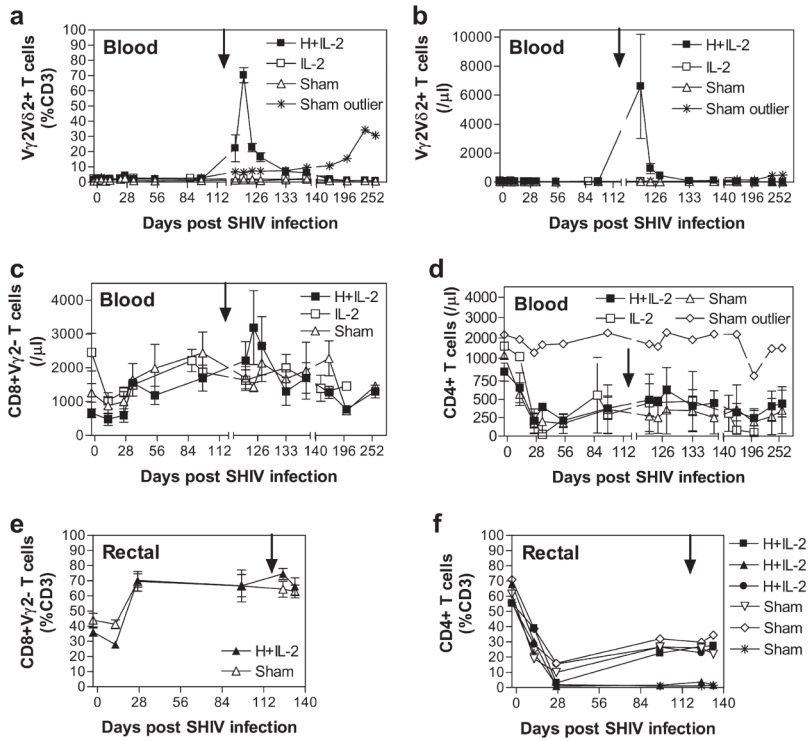 a
Blood
H+IL-2
IL-2
Sham
Sham outlier
Vγ2Vδ2+ T cells
(%CD3)
100
90
80
70
60
50
40
30
20
10
0
0 28 56 84 112 126 133 140 196 252
Days post SHIV infection
b
Blood
H+IL-2
IL-2
Sham
Sham outlier
Vγ2Vδ2+ T cells
(/μl)
10000
8000
6000
4000
2000
0
0 28 56 84 112 126 133 140 196 252
Days post SHIV infection
c
Blood
H+IL-2
IL-2
Sham
CD8+Vγ2- T cells
(/μl)
4000
3000
2000
1000
0
0 28 56 84 112 126 133 140 196 252
Days post SHIV infection
d
Blood
H+IL-2
IL-2
Sham
Sham outlier
CD4+ T cells (/μl)
4000
3000
2000
1000
750
500
250
0
0 28 56 84 112 126 133 140 196 252
Days post SHIV infection
e
Rectal
H+IL-2
Sham
CD8+Vγ2- T cells
(%CD3)
100
90
80
70
60
50
40
30
20
10
0
0 28 56 84 112 140
Days post SHIV infection
f
Rectal
H+IL-2
H+IL-2
H+IL-2
Sham
Sham
Sham
CD4+ T cells
(%CD3)
100
90
80
70
60
50
40
30
20
10
0
0 28 56 84 112 140
Days post SHIV infection